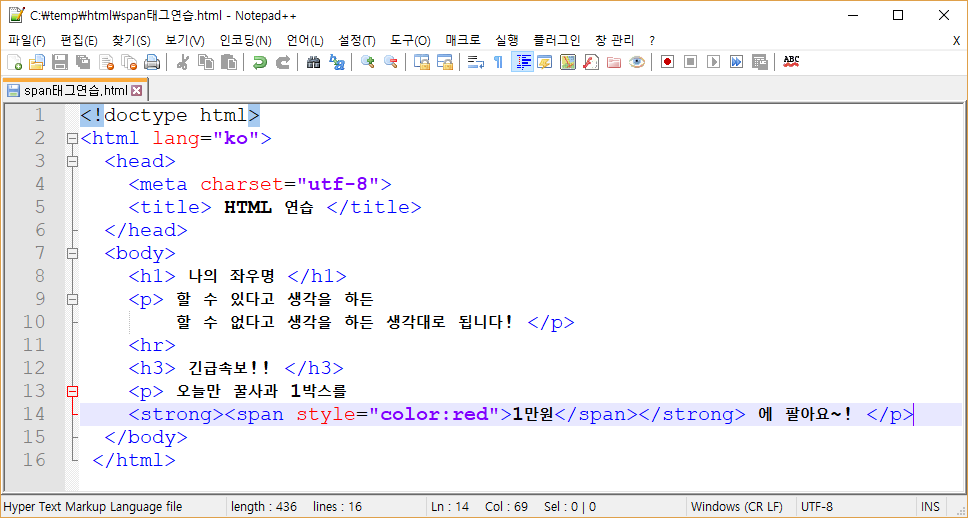 C:\temp\html\span태그연습.html - Notepad++
파일(F) 편집(E) 찾기(S) 보기(V) 인코딩(N) 언어(L) 설정(T) 도구(O) 매크로 실행 플러그인 창 관리 ? X
ABC
span태그연습.html
1 <!doctype html>
2 <html lang="ko">
3 <head>
4 <meta charset="utf-8">
5 <title> HTML 연습 </title>
6 </head>
7 <body>
8 <h1> 나의 좌우명 </h1>
9 <p> 할 수 있다고 생각을 하든
10 할 수 없다고 생각을 하든 생각대로 됩니다! </p>
11 <hr>
12 <h3> 긴급속보!! </h3>
13 <p> 오늘만 꿀사과 1박스를
14 <strong><span style="color:red">1만원</span></strong> 에 팔아요~! </p>
15 </body>
16 </html>
Hyper Text Markup Language file length : 436 lines : 16 Ln : 14 Col : 69 Sel : 0 | 0 Windows (CR LF) UTF-8 INS